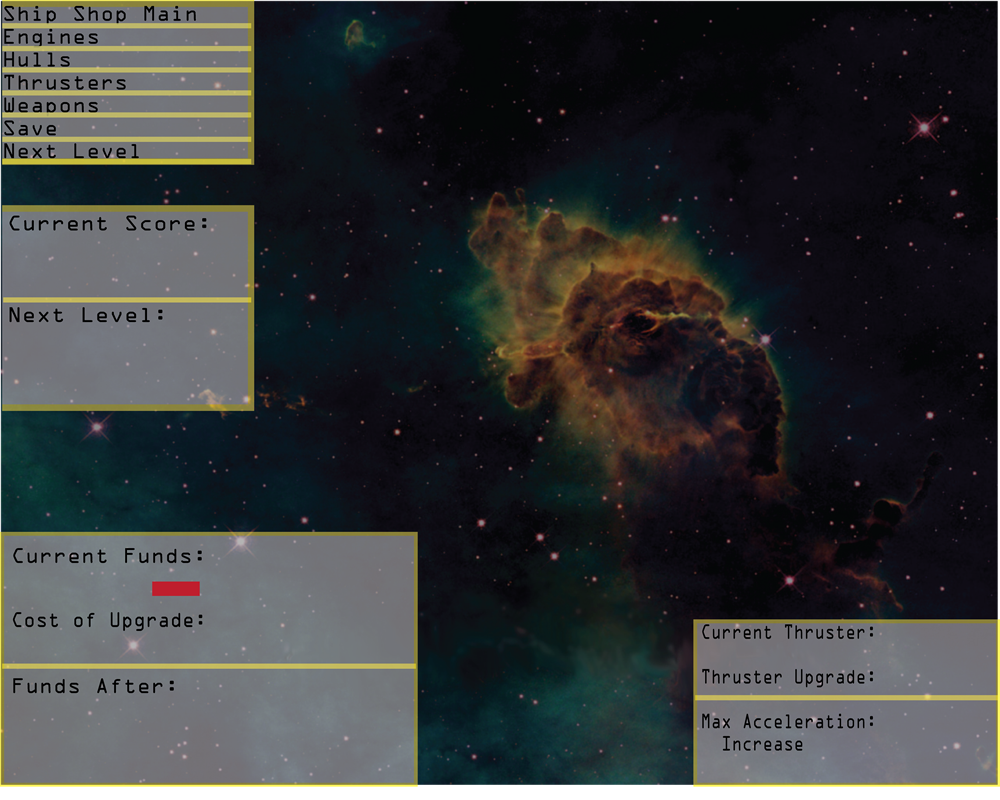 Ship Shop Main
Engines
Hulls
Thrusters
Weapons
Save
Next Level
Current Score:
Next Level:
Current Funds:
Cost of Upgrade:
Funds After:
Current Thruster:
Thruster Upgrade:
Max Acceleration:
Increase